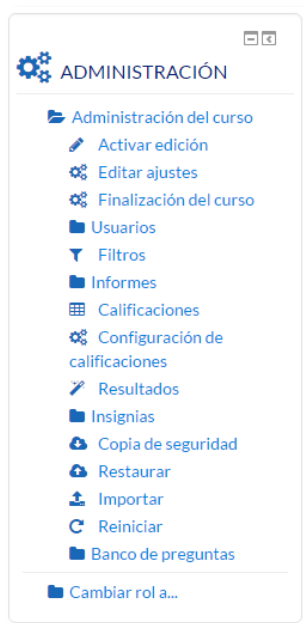 ADMINISTRACIÓN
Administración del curso
Activar edición
Editar ajustes
Finalización del curso
Usuarios
Filtros
Informes
Calificaciones
Configuración de
calificaciones
Resultados
Insignias
Copia de seguridad
Restaurar
Importar
Reiniciar
Banco de preguntas
Cambiar rol a...